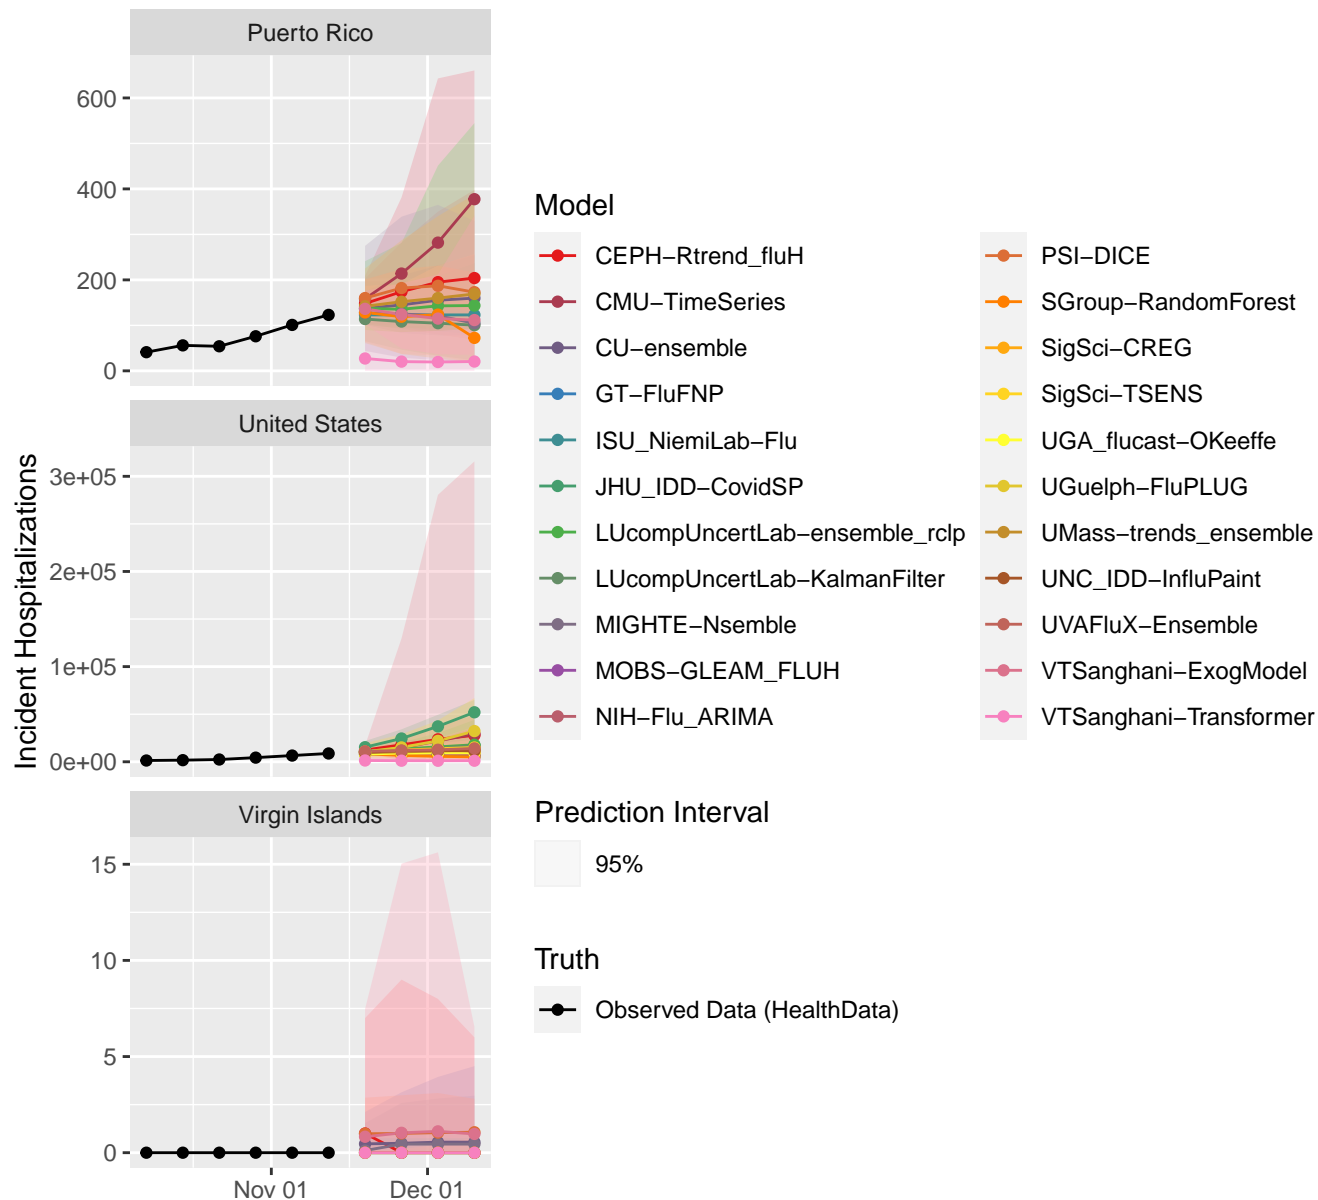 Puerto Rico
600
400
200
0
United States
3e+05
2e+05
1e+05
0e+00
Virgin Islands
15
10
5
0
Nov 01
Dec 01
Incident Hospitalizations
Model
CEPH−Rtrend_fluH
CMU−TimeSeries
CU−ensemble
GT−FluFNP
ISU_NiemiLab−Flu
JHU_IDD−CovidSP
LUcompUncertLab−ensemble_rclp
LUcompUncertLab−KalmanFilter
MIGHTE−Nsemble
MOBS−GLEAM_FLUH
NIH−Flu_ARIMA
PSI−DICE
SGroup−RandomForest
SigSci−CREG
SigSci−TSENS
UGA_flucast−OKeeffe
UGuelph−FluPLUG
UMass−trends_ensemble
UNC_IDD−InfluPaint
UVAFluX−Ensemble
VTSanghani−ExogModel
VTSanghani−Transformer
Prediction Interval
95%
Truth
Observed Data (HealthData)